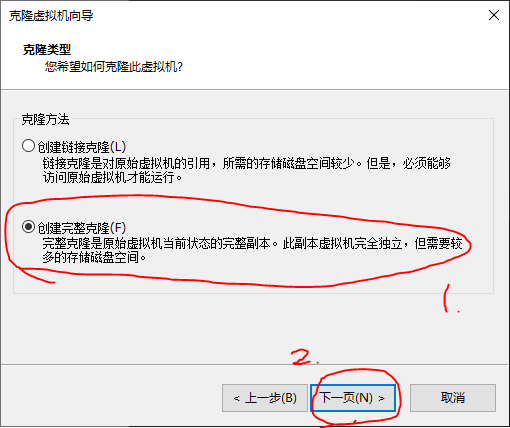 克隆虚拟机向导
克隆类型
您希望如何克隆此虚拟机?
克隆方法
创建链接克隆(L)
链接克隆是对原始虚拟机的引用，所需的存储磁盘空间较少。但是，必须能够
访问原始虚拟机才能运行。
创建完整克隆(F)
完整克隆是原始虚拟机当前状态的完整副本。此副本虚拟机完全独立，但需要较
多的存储磁盘空间。
1.
2.
< 上一步(B) 下一页(N) > 取消